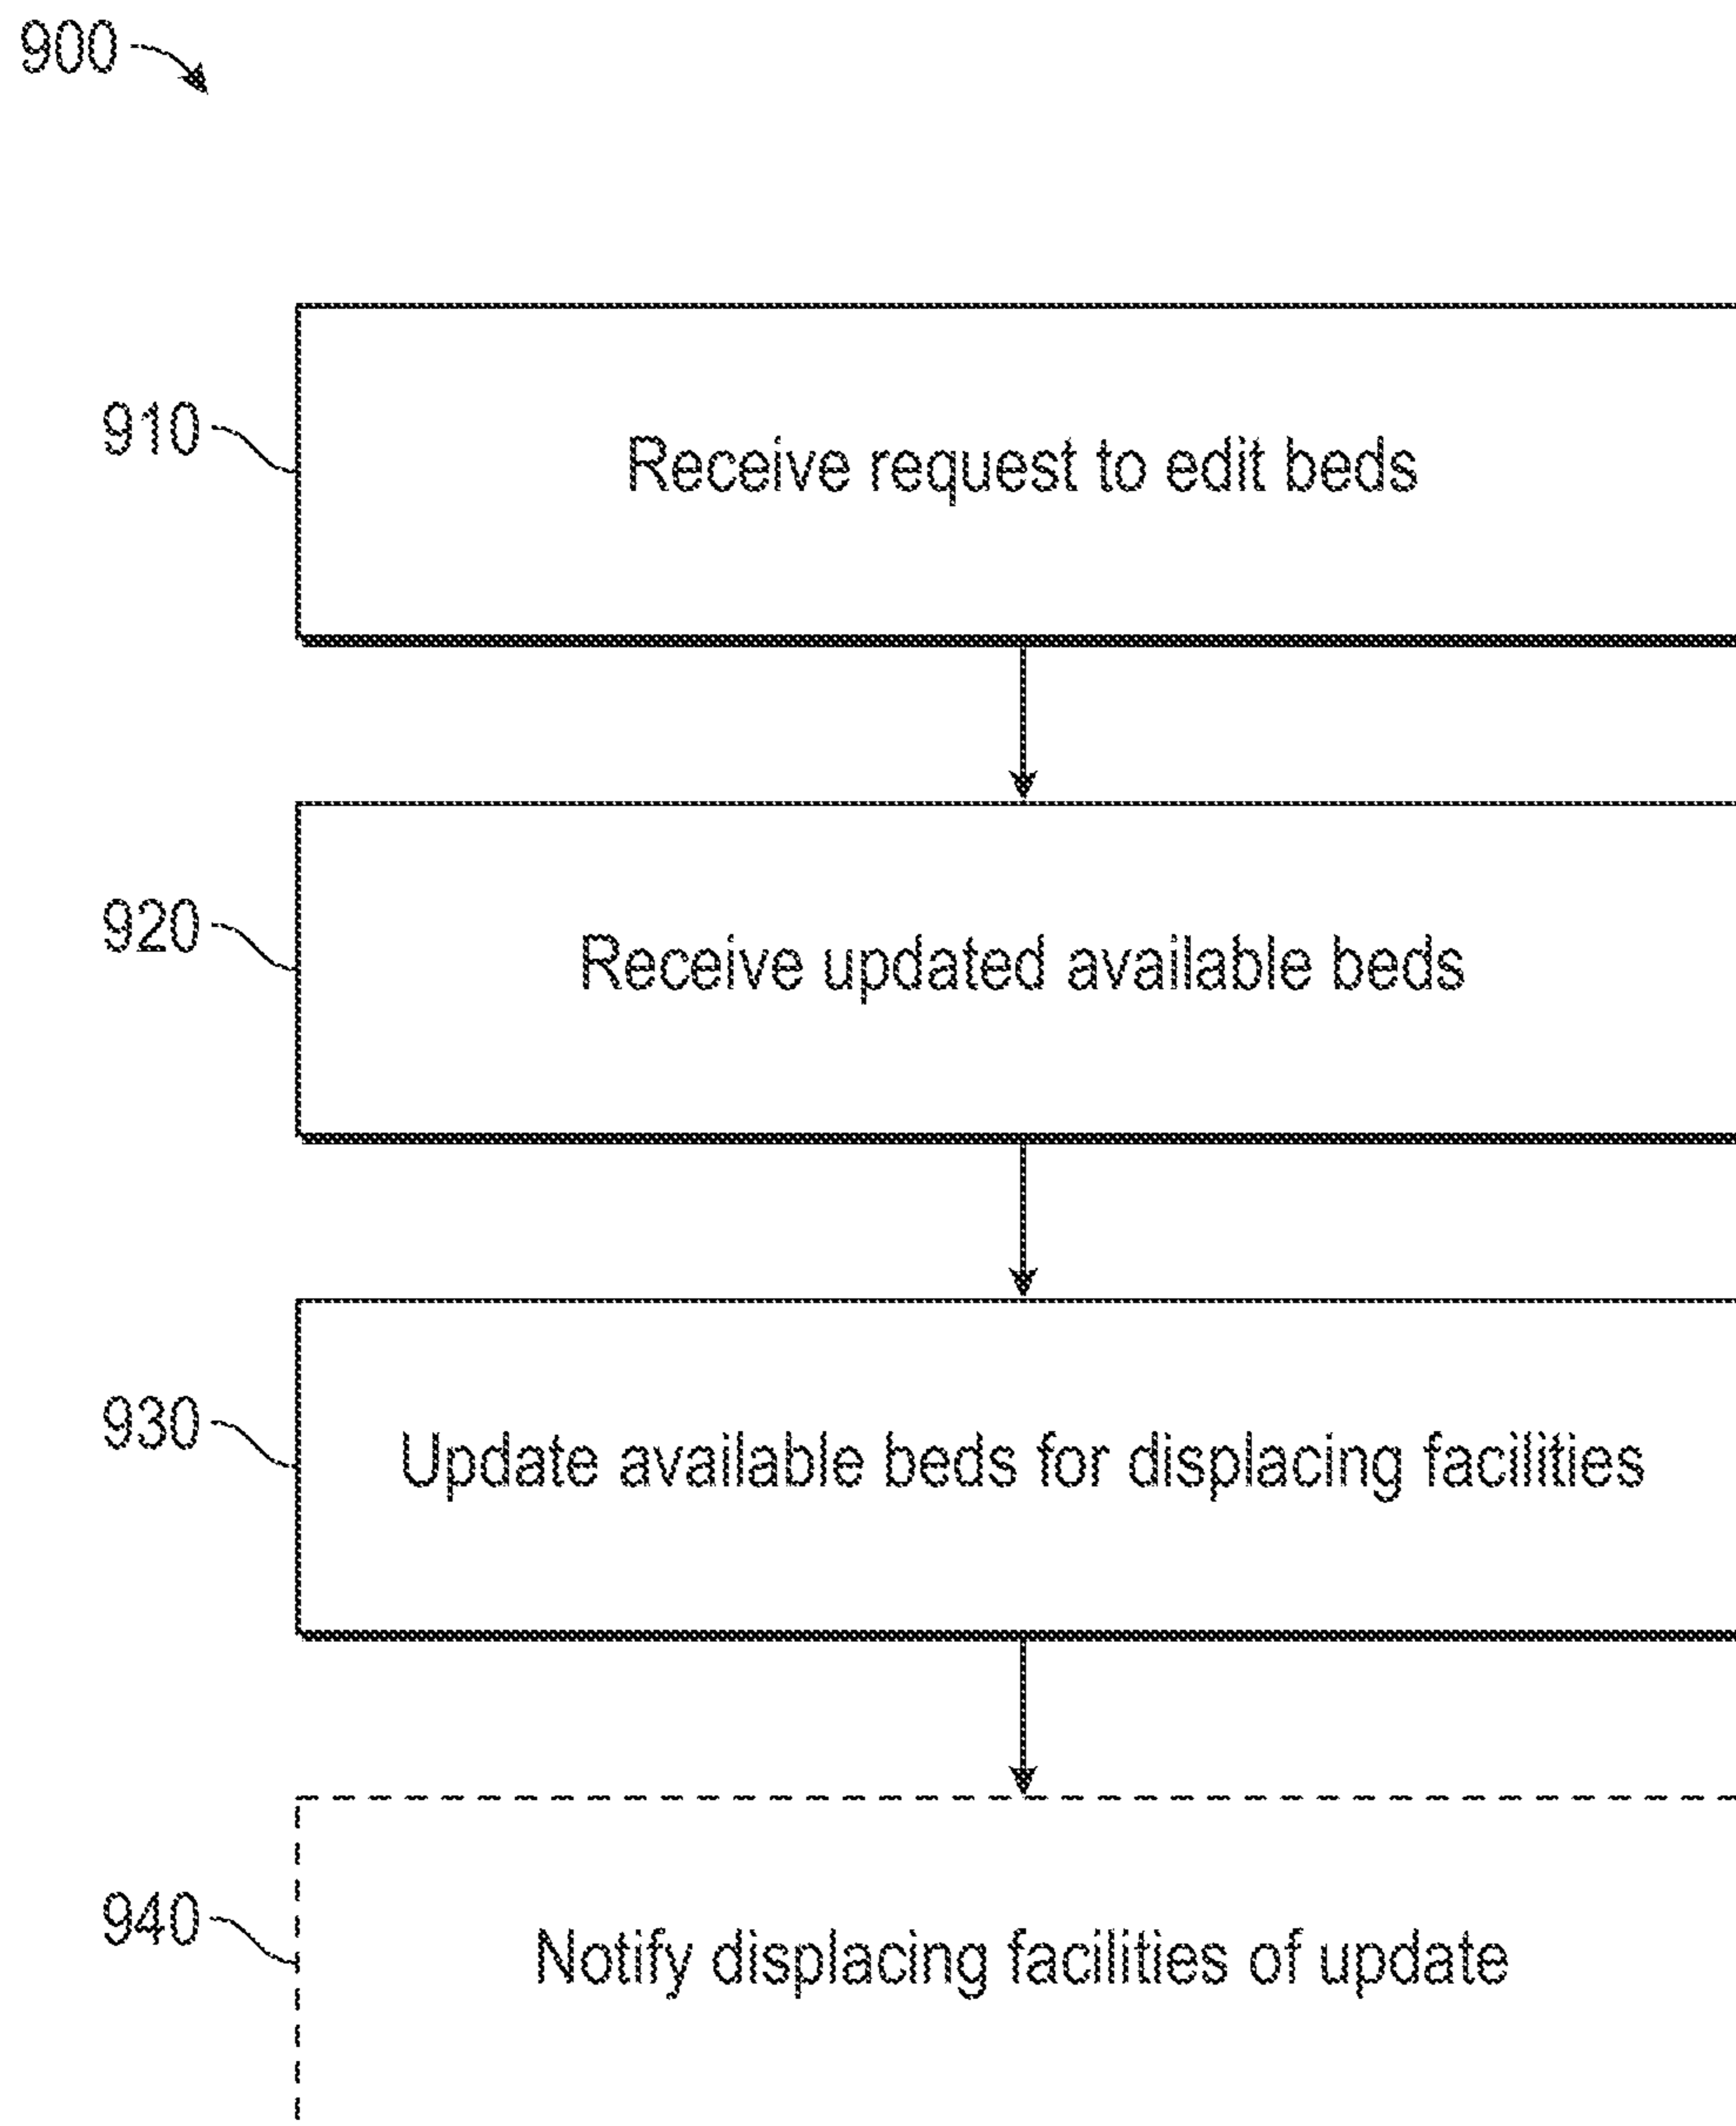 900
910
Receive request to edit beds
920
Receive updated available beds
930
Update available beds for displacing facilities
940
Notify displacing facilities of update